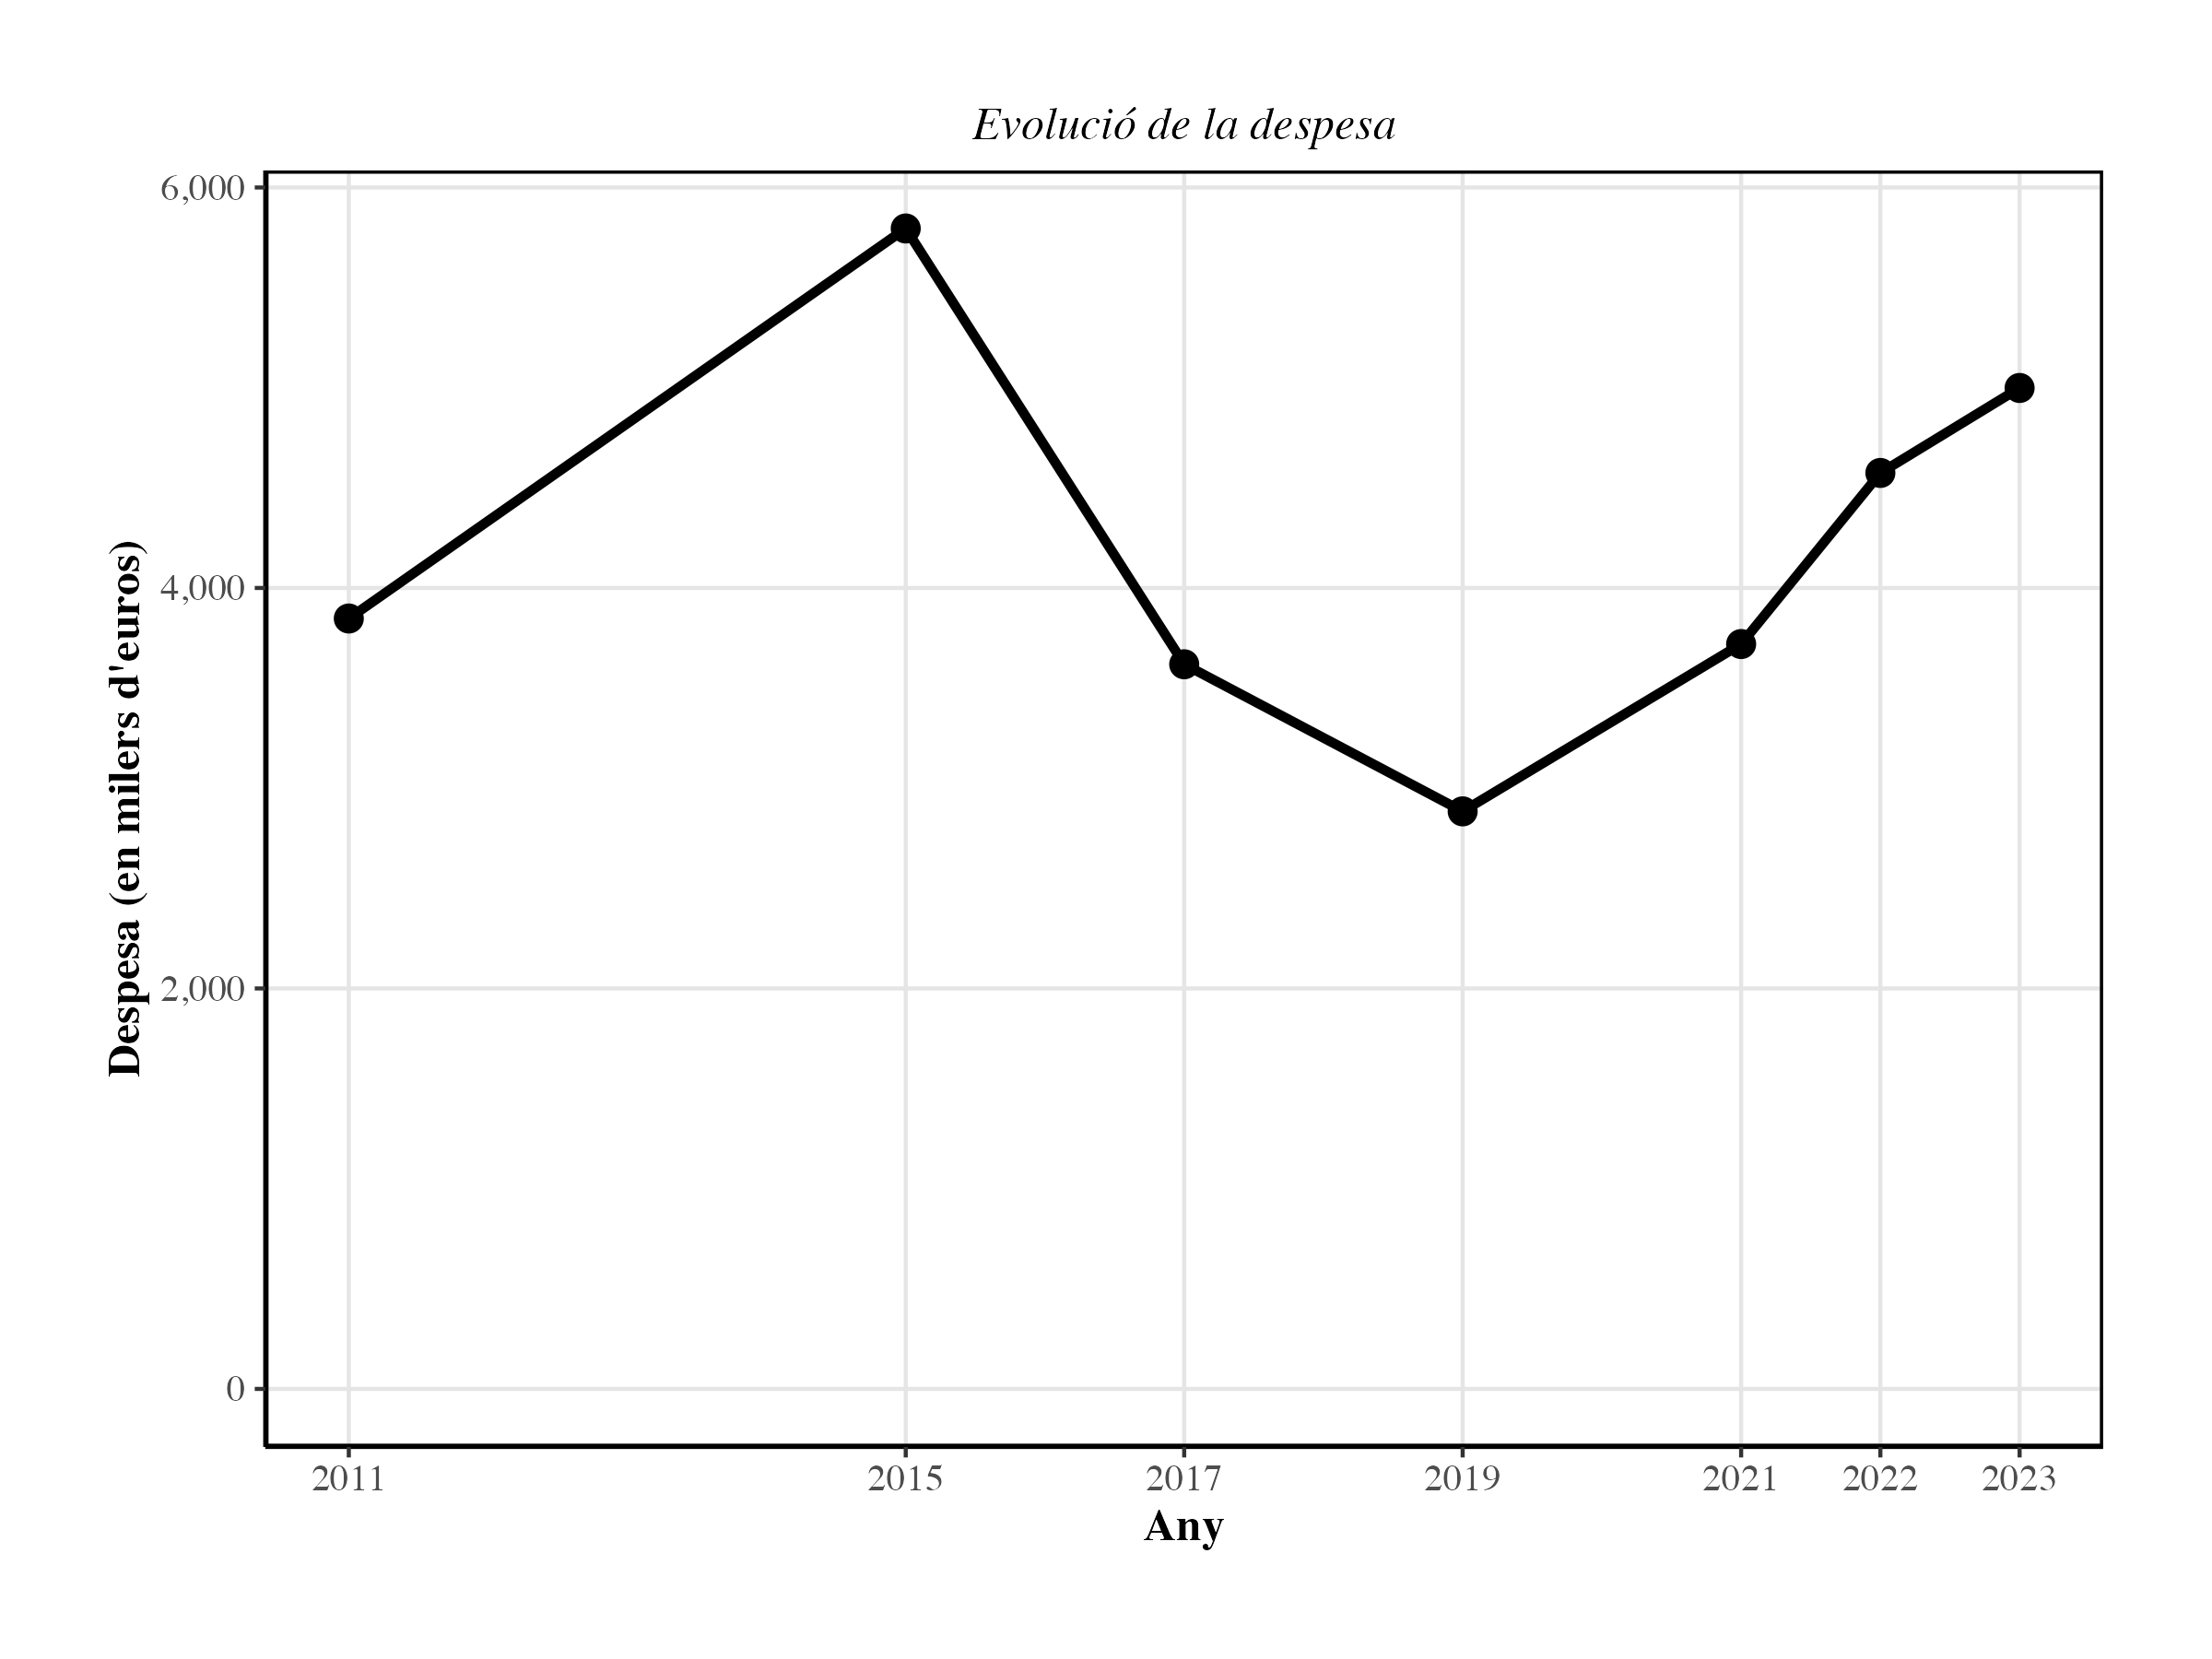 Evolució de la despesa
6,000
4,000
2,000
0
Despesa (en milers d'euros)
2011 2015 2017 2019 2021 2022 2023
Any